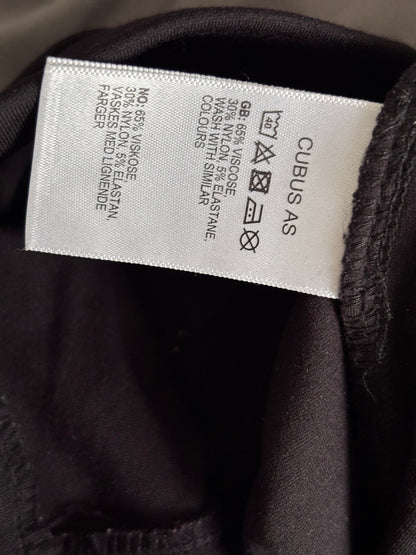 CUBUS AS
40
GB: 65% VISCOSE,
30% NYLON, 5% ELASTANE,
WASH WITH SIMILAR
COLOURS
NO: 65% VISKOSE,
30% NYLON, 5% ELASTAN,
VASKES MED LIGNENDE
FARGER